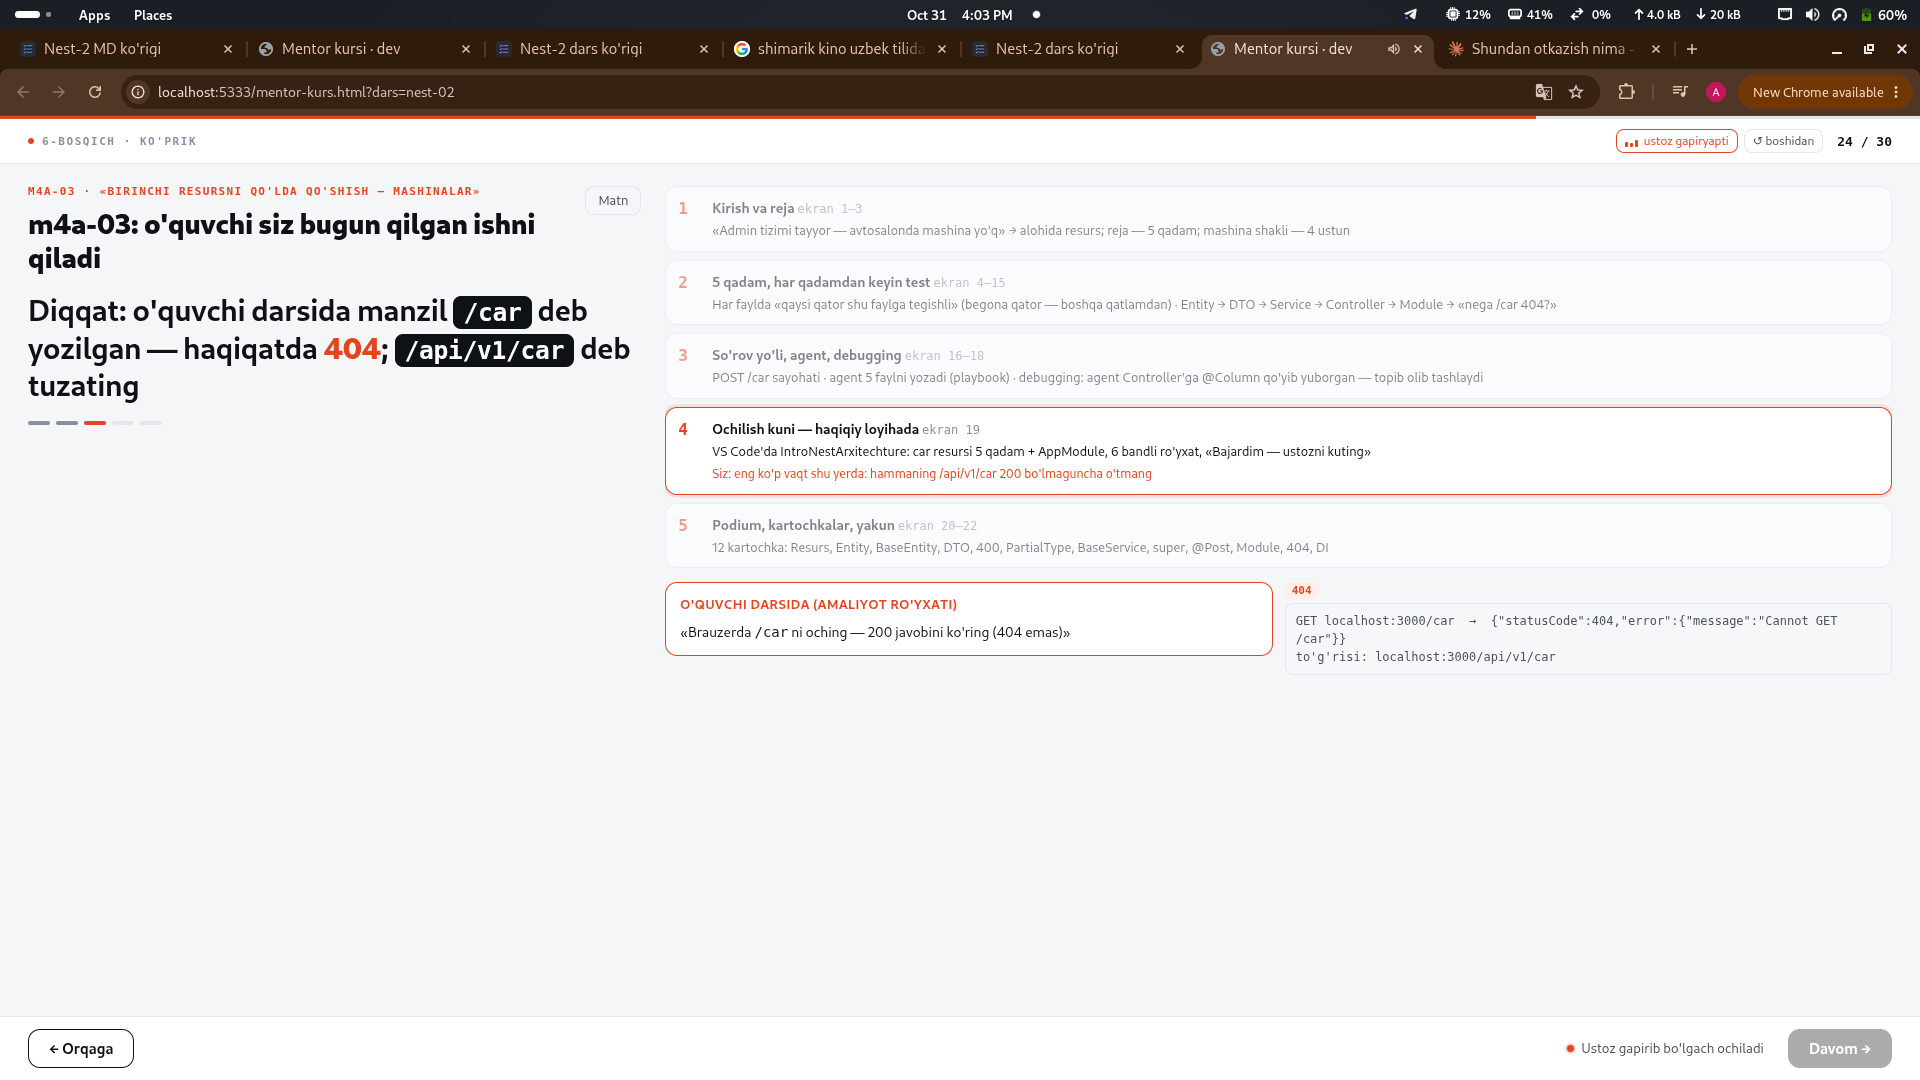 Apps Places Oct 31 4:03 PM 12% 41% 0% 4.0 kB 20 kB 60%
Nest-2 MD ko'rigi Mentor kursi · dev Nest-2 dars ko'rigi shimarik kino uzbek tilida Nest-2 dars ko'rigi Mentor kursi · dev Shundan otkazish nima -
localhost:5333/mentor-kurs.html?dars=nest-02 A New Chrome available
6-BOSQICH · KO'PRIK ustoz gapiryapti ↺ boshidan 24 / 30
M4A-03 · «BIRINCHI RESURSNI QO'LDA QO'SHISH — MASHINALAR»
Matn
m4a-03: o'quvchi siz bugun qilgan ishni
qiladi
Diqqat: o'quvchi darsida manzil /car deb
yozilgan — haqiqatda 404; /api/v1/car deb
tuzating
1 Kirish va reja ekran 1–3
«Admin tizimi tayyor — avtosalonda mashina yo'q» → alohida resurs; reja — 5 qadam; mashina shakli — 4 ustun
2 5 qadam, har qadamdan keyin test ekran 4–15
Har faylda «qaysi qator shu faylga tegishli» (begona qator — boshqa qatlamdan) · Entity → DTO → Service → Controller → Module → «nega /car 404?»
3 So'rov yo'li, agent, debugging ekran 16–18
POST /car sayohati · agent 5 faylni yozadi (playbook) · debugging: agent Controller'ga @Column qo'yib yuborgan — topib olib tashlaydi
4 Ochilish kuni — haqiqiy loyihada ekran 19
VS Code'da IntroNestArxitechture: car resursi 5 qadam + AppModule, 6 bandli ro'yxat, «Bajardim — ustozni kuting»
Siz: eng ko'p vaqt shu yerda: hammaning /api/v1/car 200 bo'lmaguncha o'tmang
5 Podium, kartochkalar, yakun ekran 20–22
12 kartochka: Resurs, Entity, BaseEntity, DTO, 400, PartialType, BaseService, super, @Post, Module, 404, DI
O'QUVCHI DARSIDA (AMALIYOT RO'YXATI)
«Brauzerda /car ni oching — 200 javobini ko'ring (404 emas)»
404
GET localhost:3000/car → {"statusCode":404,"error":{"message":"Cannot GET
/car"}}
to'g'risi: localhost:3000/api/v1/car
← Orqaga Ustoz gapirib bo'lgach ochiladi Davom →